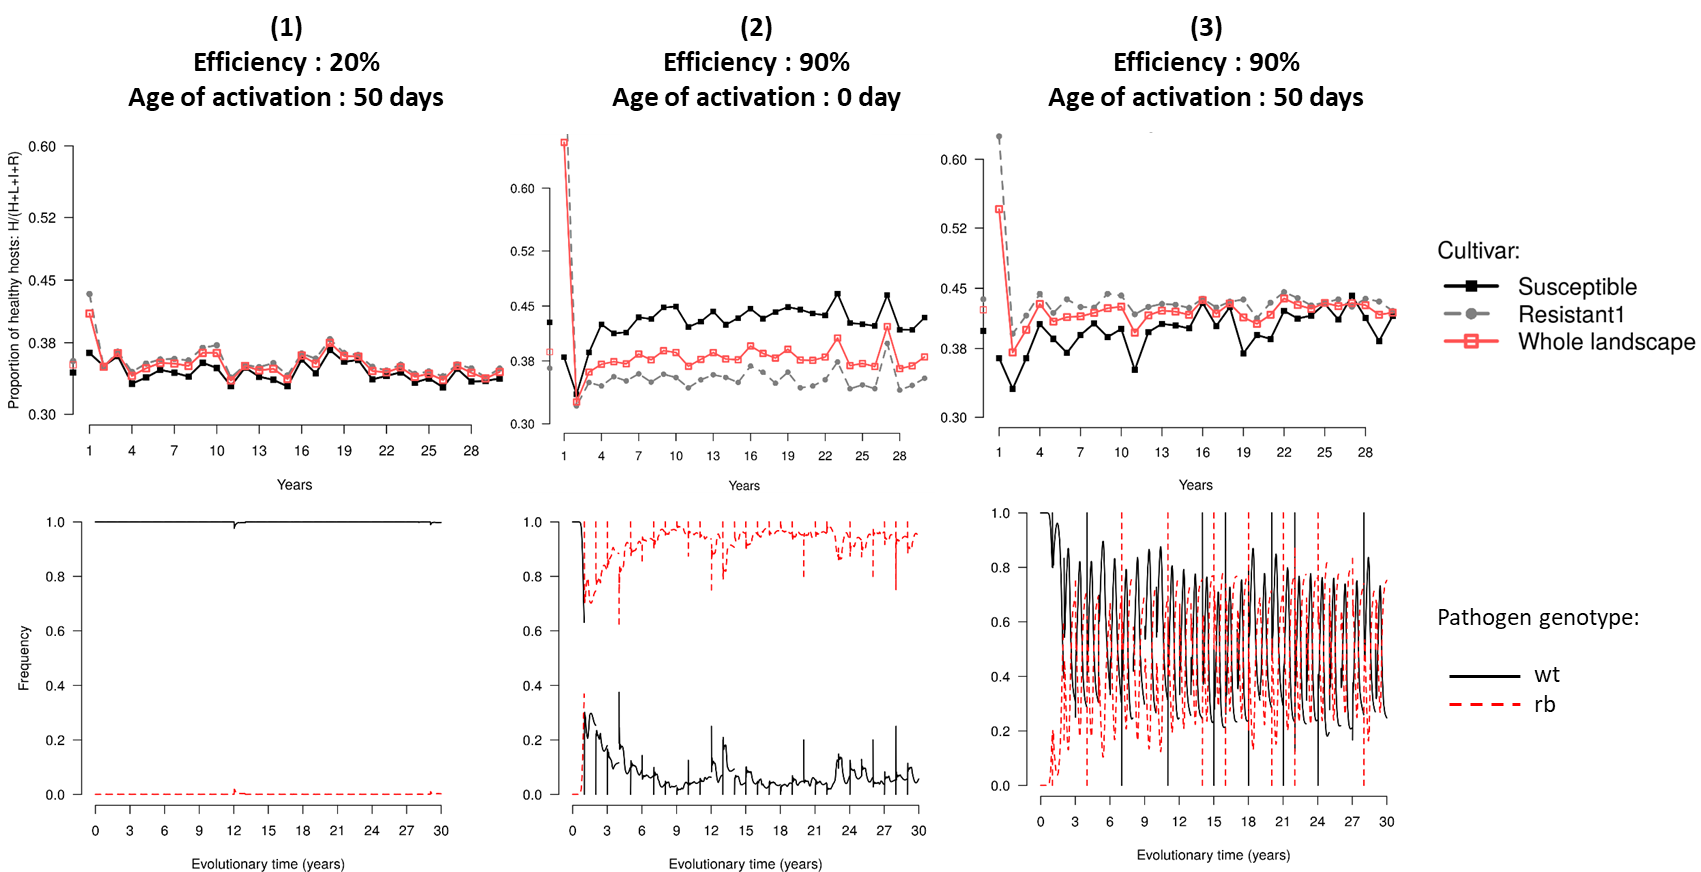 (1)
Efficiency : 20%
Age of activation : 50 days
(2)
Efficiency : 90%
Age of activation : 0 day
(3)
Efficiency : 90%
Age of activation : 50 days
Proportion of healthy hosts: H/(H+L+I+R)
0.60
0.52
0.45
0.38
0.30
1 4 7 10 13 16 19 22 25 28
Years
0.60
0.52
0.45
0.38
0.30
1 4 7 10 13 16 19 22 25 28
Years
0.60
0.52
0.45
0.38
0.30
1 4 7 10 13 16 19 22 25 28
Years
Cultivar:
Susceptible
Resistant1
Whole landscape
Frequency
1.0
0.8
0.6
0.4
0.2
0.0
0 3 6 9 12 15 18 21 24 27 30
Evolutionary time (years)
1.0
0.8
0.6
0.4
0.2
0.0
0 3 6 9 12 15 18 21 24 27 30
Evolutionary time (years)
1.0
0.8
0.6
0.4
0.2
0.0
0 3 6 9 12 15 18 21 24 27 30
Evolutionary time (years)
Pathogen genotype:
wt
rb